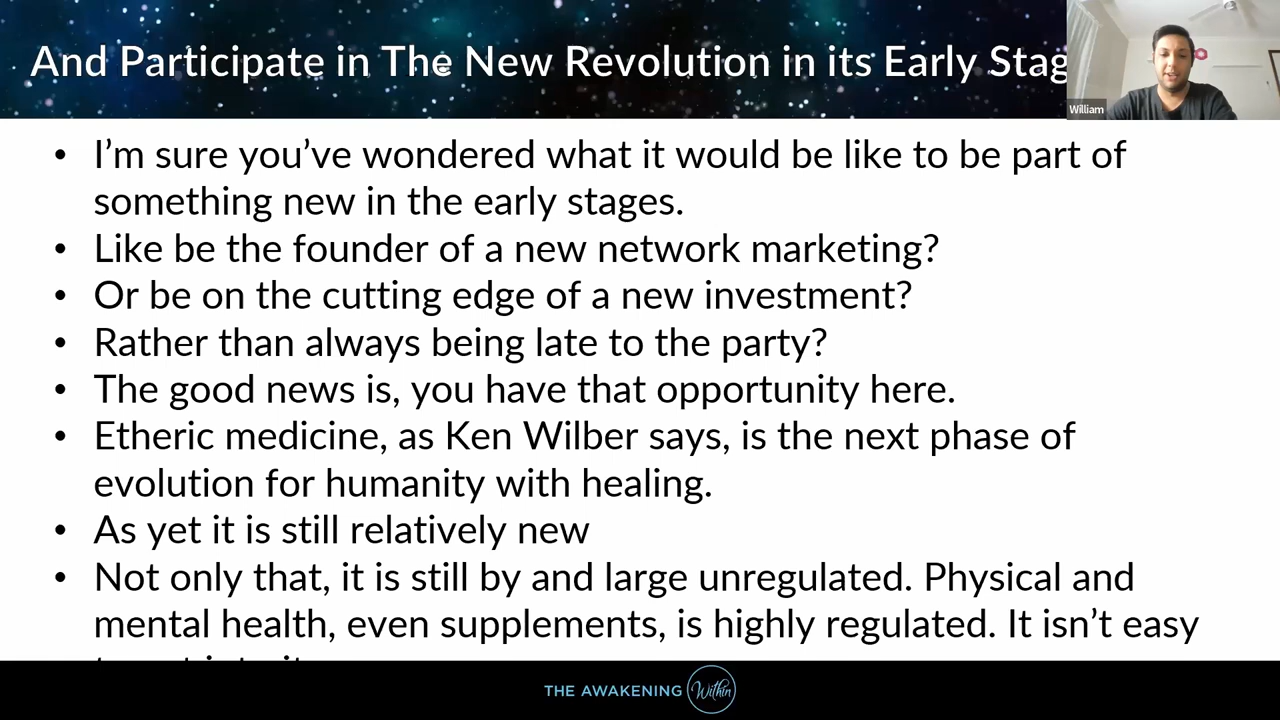 And Participate in The New Revolution in its Early Stag
William
• I’m sure you’ve wondered what it would be like to be part of
something new in the early stages.
• Like be the founder of a new network marketing?
• Or be on the cutting edge of a new investment?
• Rather than always being late to the party?
• The good news is, you have that opportunity here.
• Etheric medicine, as Ken Wilber says, is the next phase of
evolution for humanity with healing.
• As yet it is still relatively new
• Not only that, it is still by and large unregulated. Physical and
mental health, even supplements, is highly regulated. It isn’t easy
THE AWAKENING Within